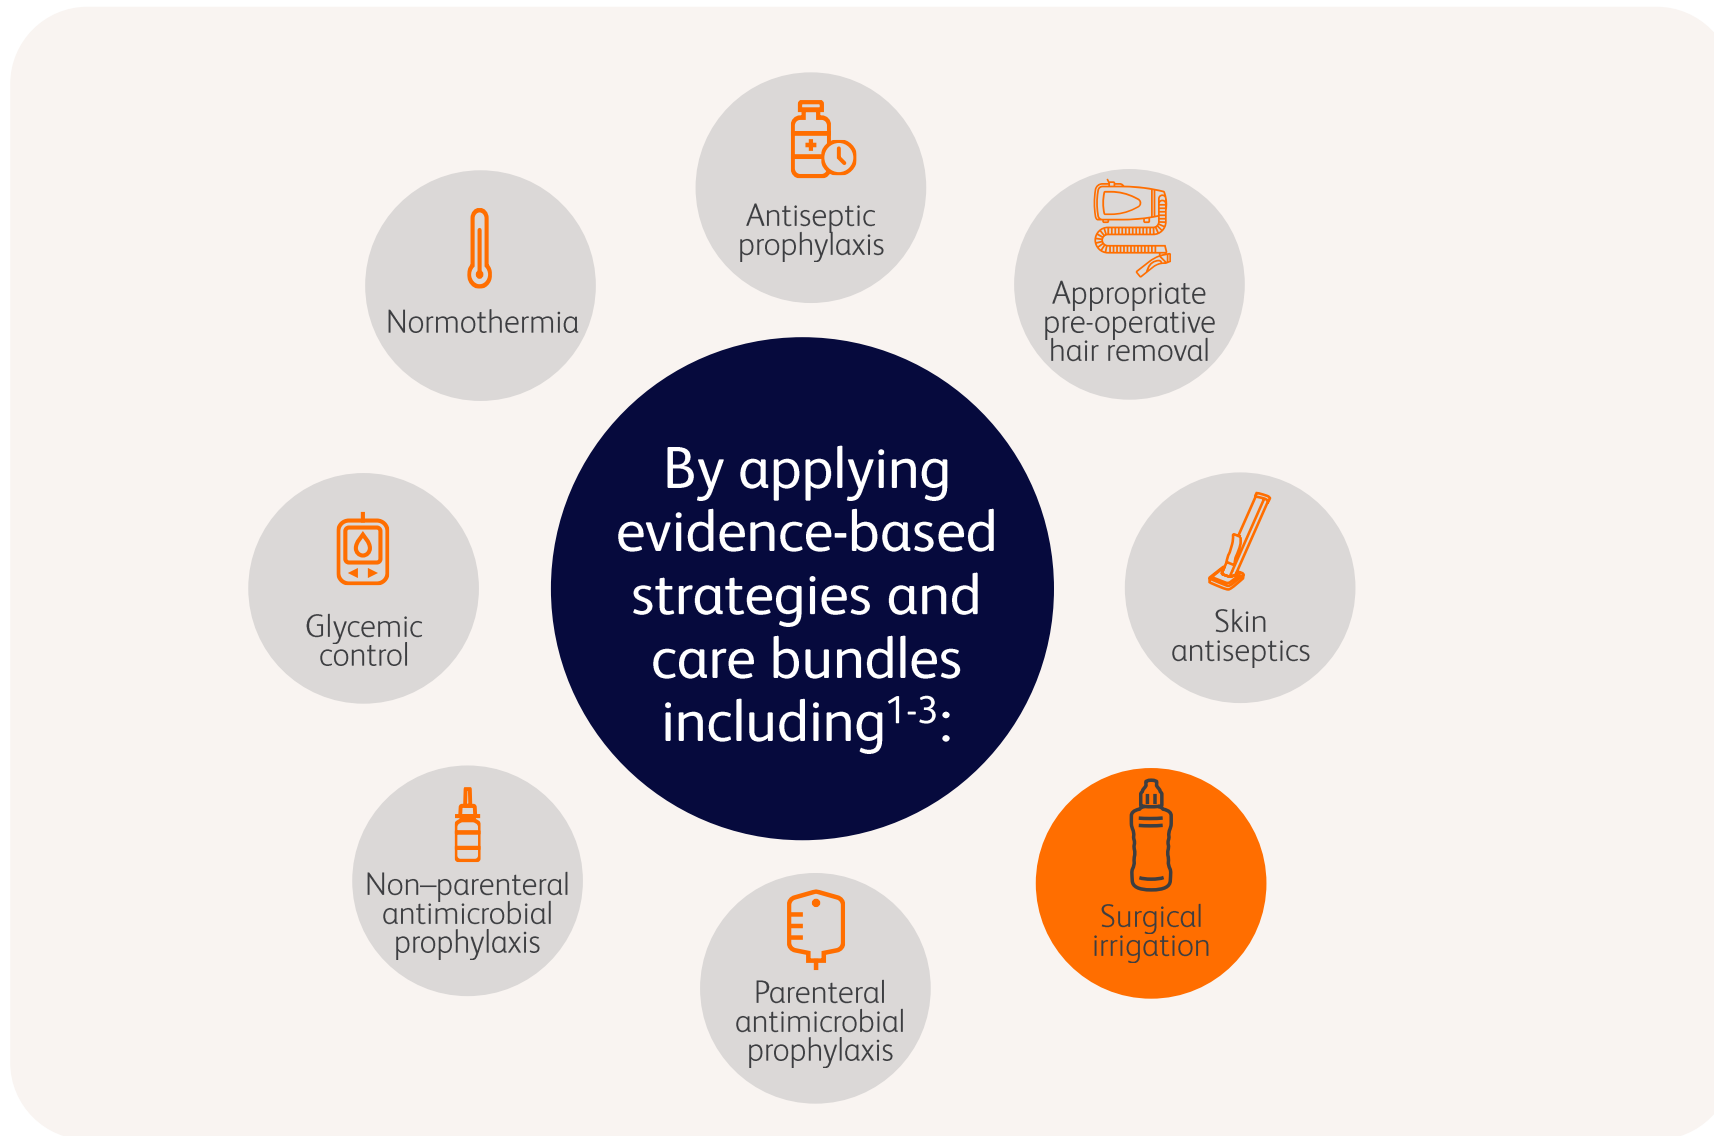 Antiseptic
prophylaxis
Appropriate
pre-operative
hair removal
Normothermia
By applying
evidence-based
strategies and
care bundles
including¹⁻³:
Skin
antiseptics
Glycemic
control
Surgical
irrigation
Non–parenteral
antimicrobial
prophylaxis
Parenteral
antimicrobial
prophylaxis